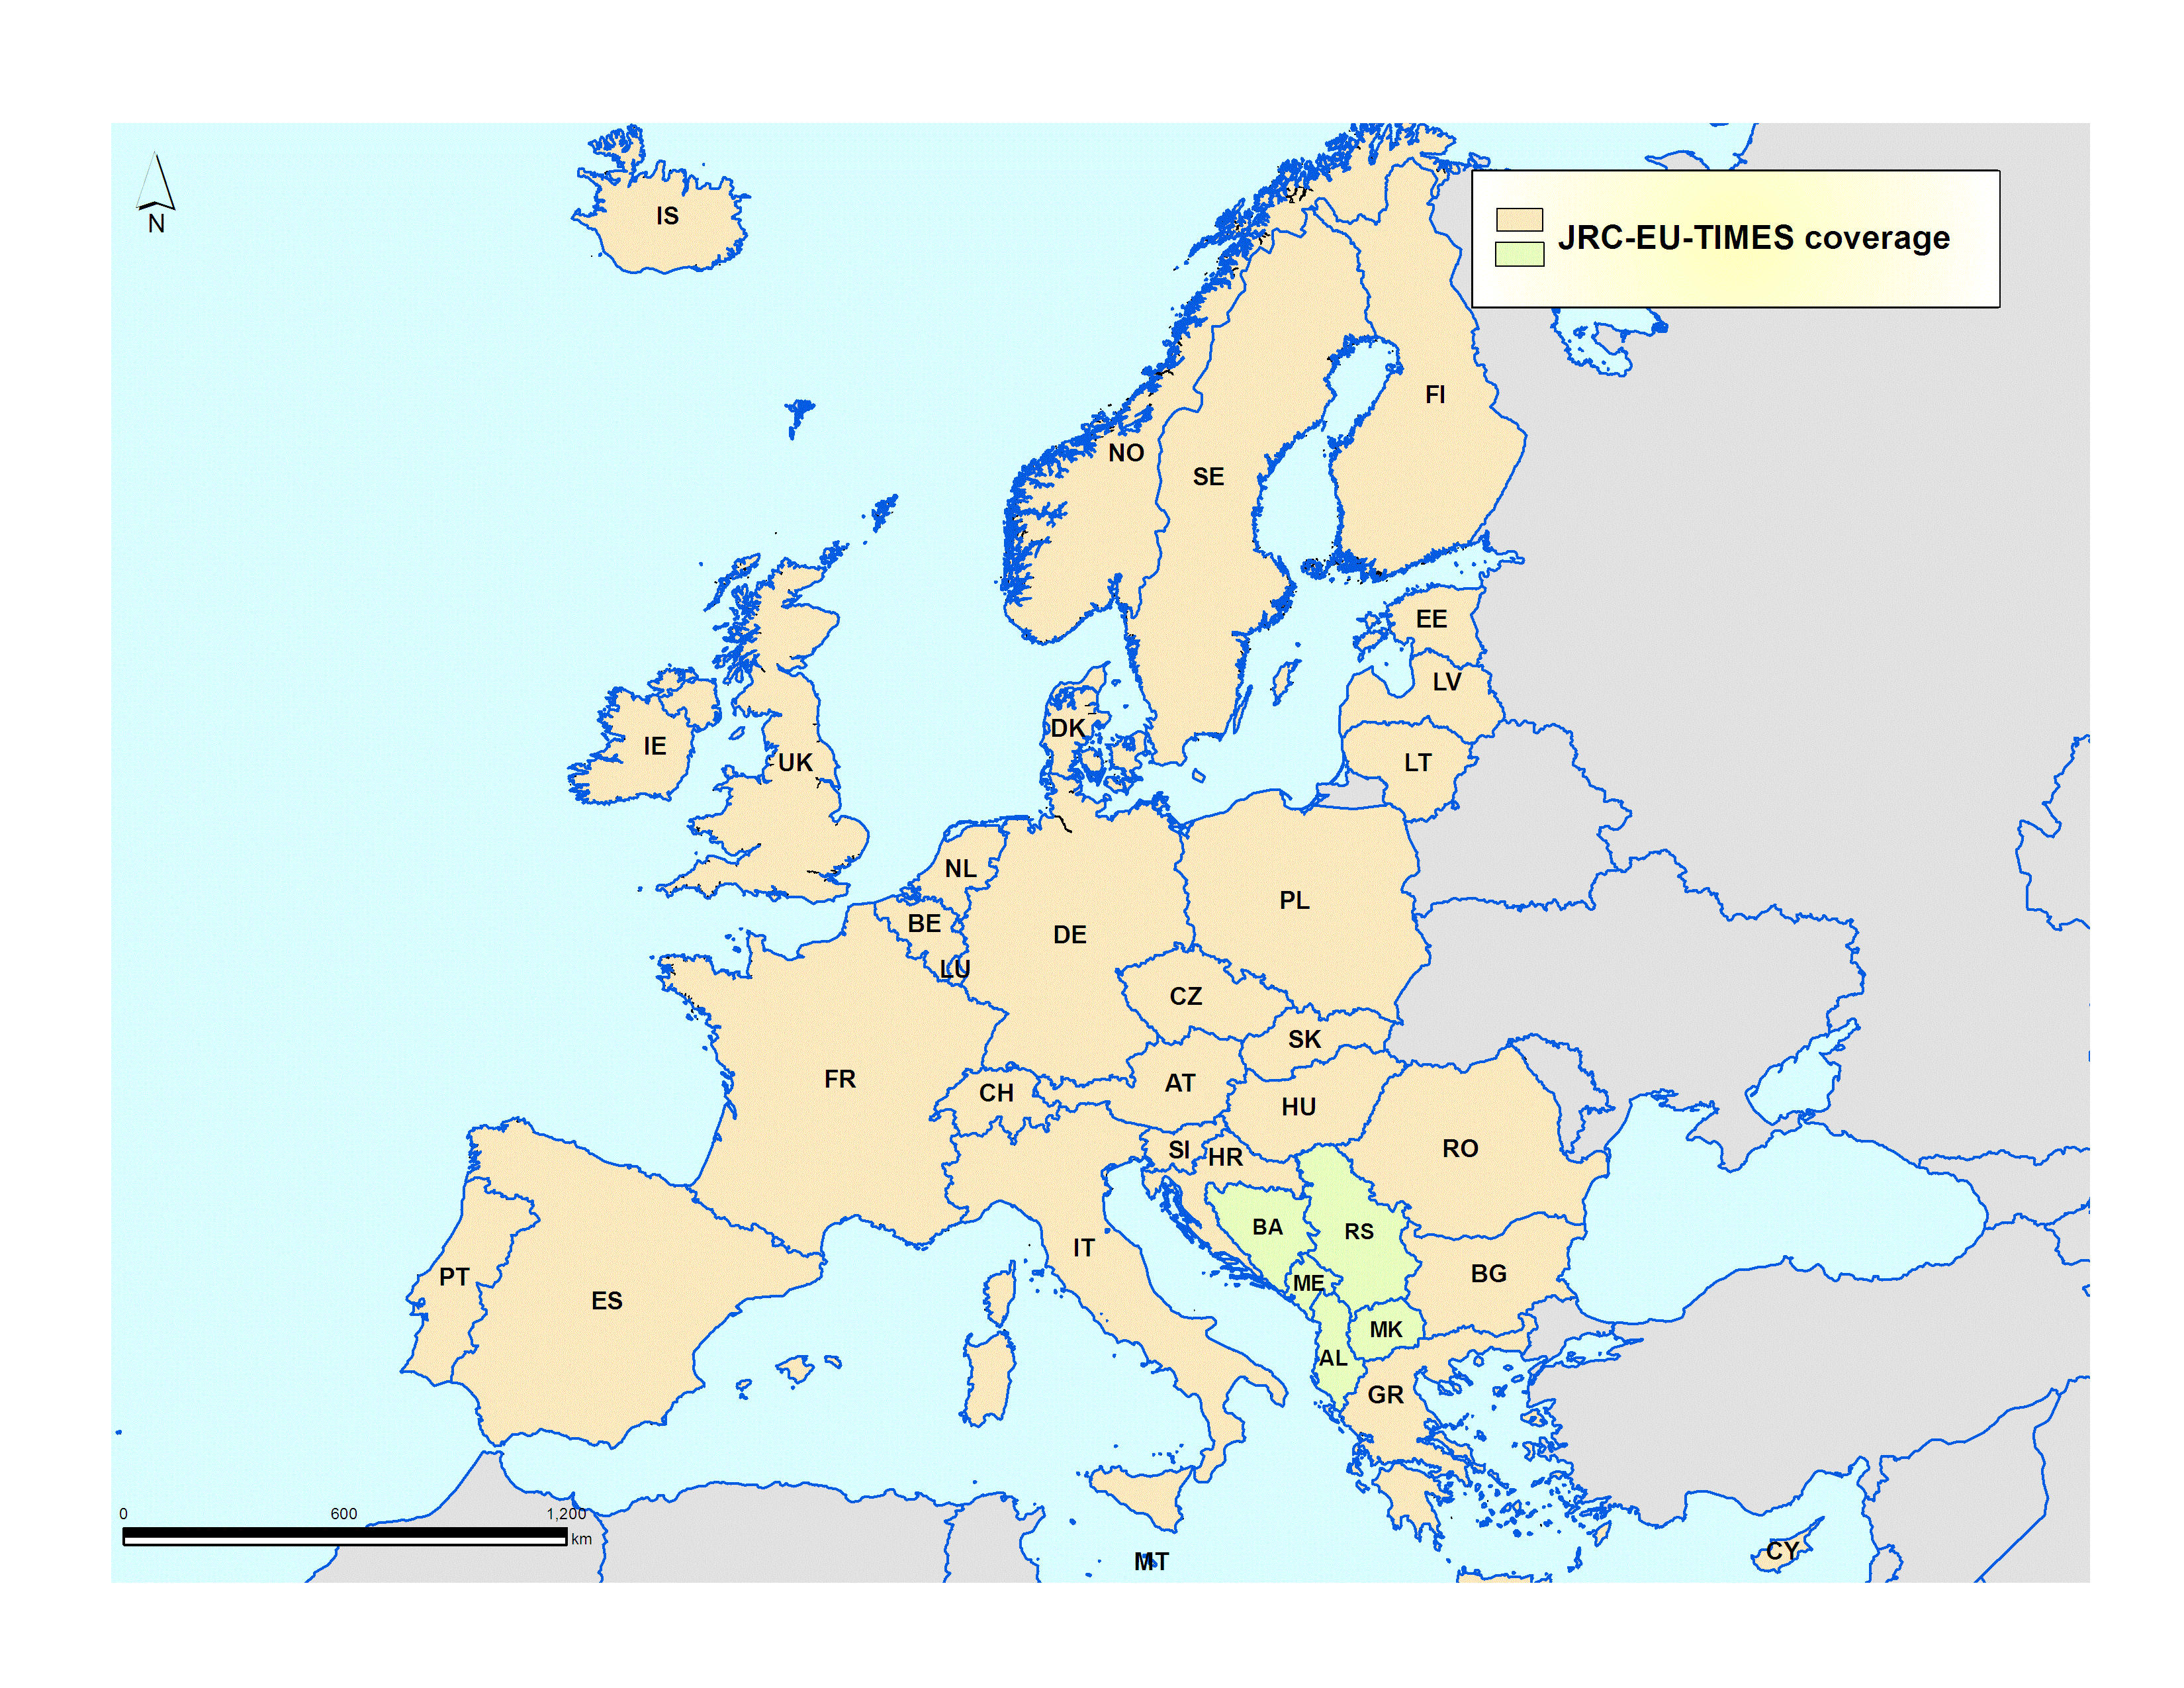 N
IS
JRC-EU-TIMES coverage
FI
NO
SE
EE
LV
DK
IE
UK
LT
NL
PL
BE
DE
LU
CZ
SK
FR
CH
AT
HU
SI
HR
RO
BA
RS
IT
PT
ES
ME
BG
MK
AL
GR
0 600 1,200
km
MT
CY